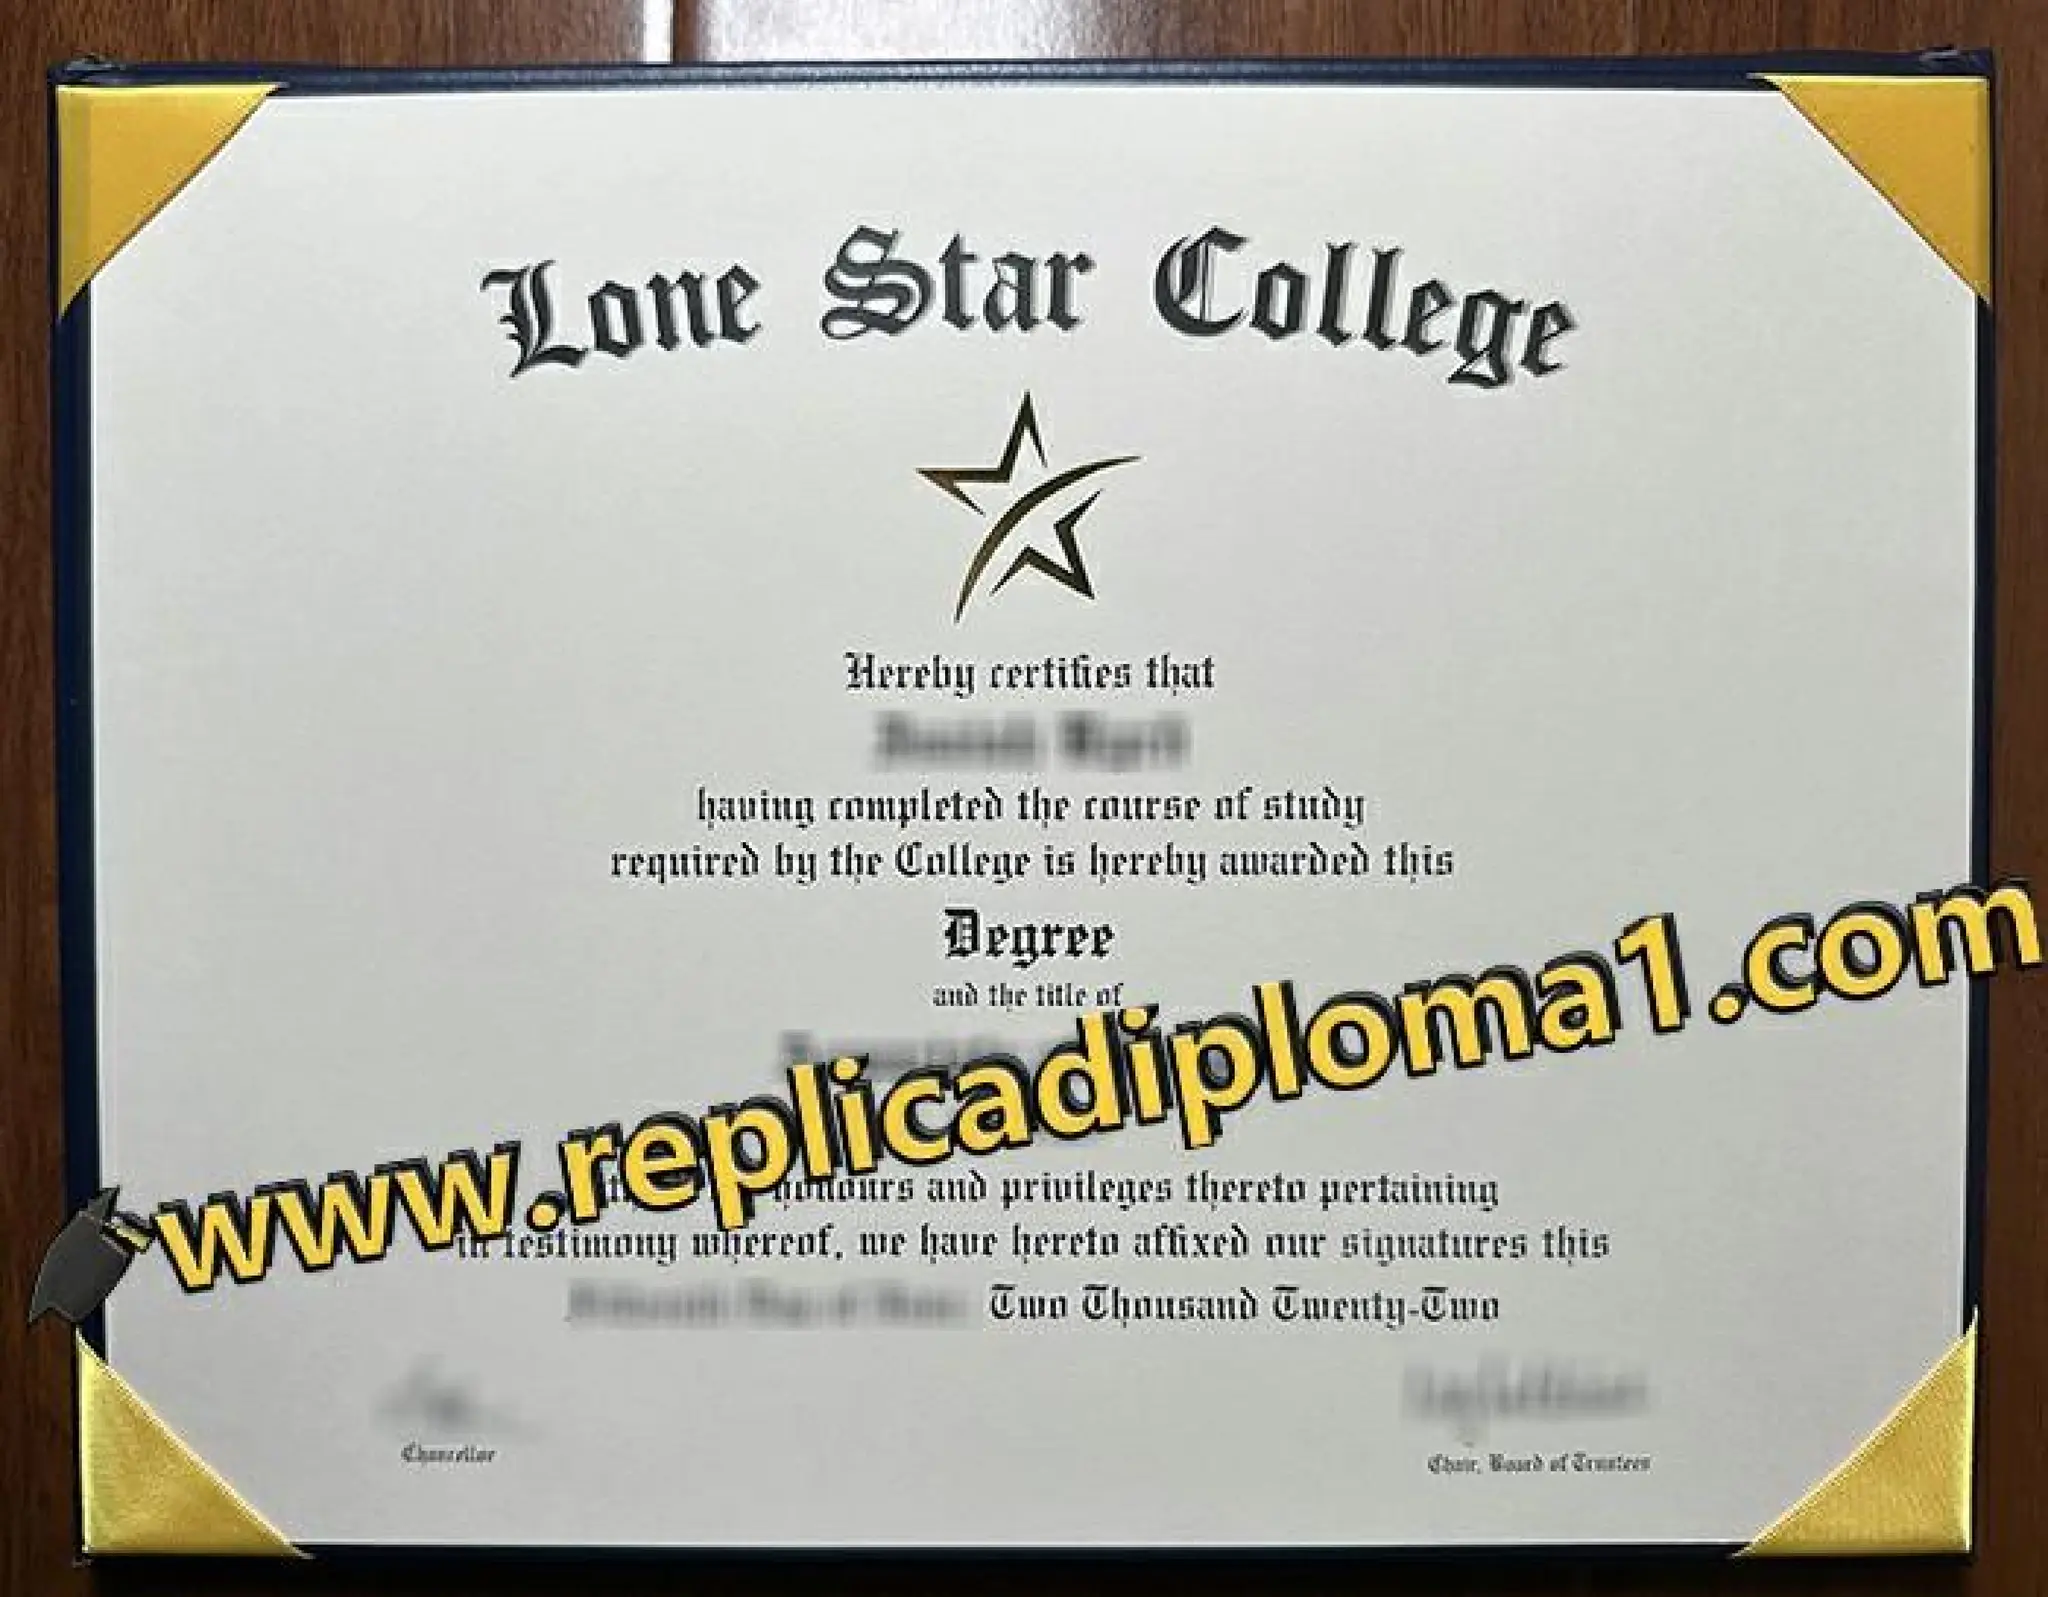 Lone Star College
Hereby certifies that
having completed the course of study
required by the College is hereby awarded this
Degree
and the title of
www.replicadiploma1.com
honours and privileges thereto pertaining
in testimony whereof, we have hereto affixed our signatures this
Two Thousand Twenty-Two
Chancellor
Chair, Board of Trustees